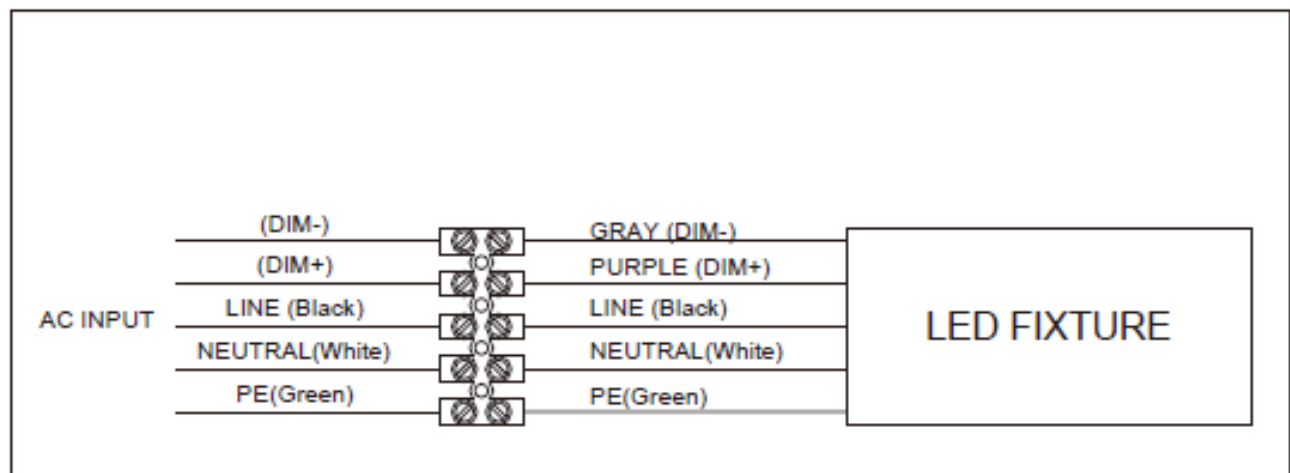 (DIM-)
GRAY (DIM-)
(DIM+)
PURPLE (DIM+)
AC INPUT
LINE (Black)
LINE (Black)
LED FIXTURE
NEUTRAL(White)
NEUTRAL(White)
PE(Green)
PE(Green)